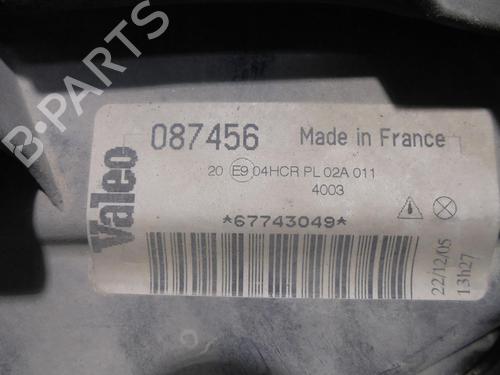 B-PARTS
Valeo
087456 Made in France
20 E9 04HCR PL 02A 011
4003
*67743049*
22/12/05
13h27